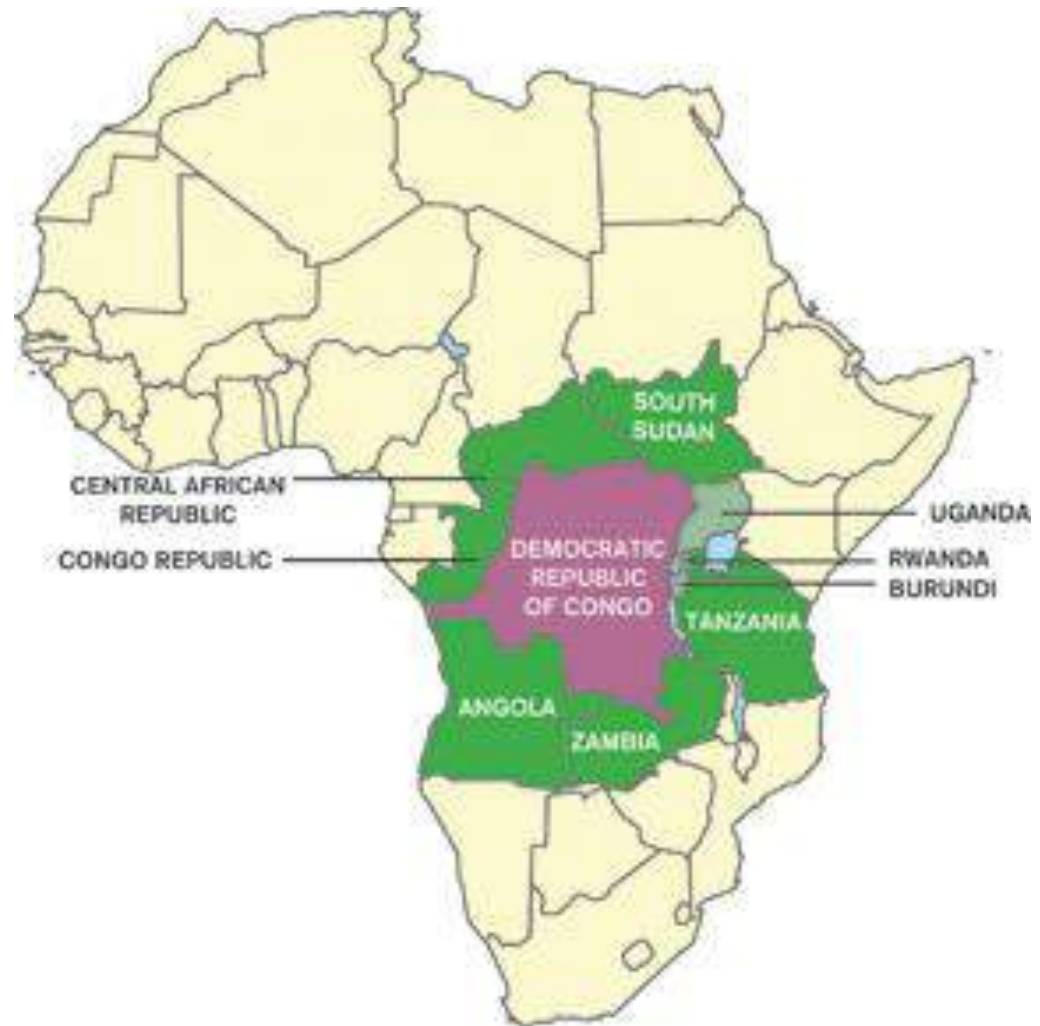 SOUTH
SUDAN
CENTRAL AFRICAN
REPUBLIC
UGANDA
CONGO REPUBLIC
DEMOCRATIC
REPUBLIC
OF CONGO
RWANDA
BURUNDI
TANZANIA
ANGOLA
ZAMBIA